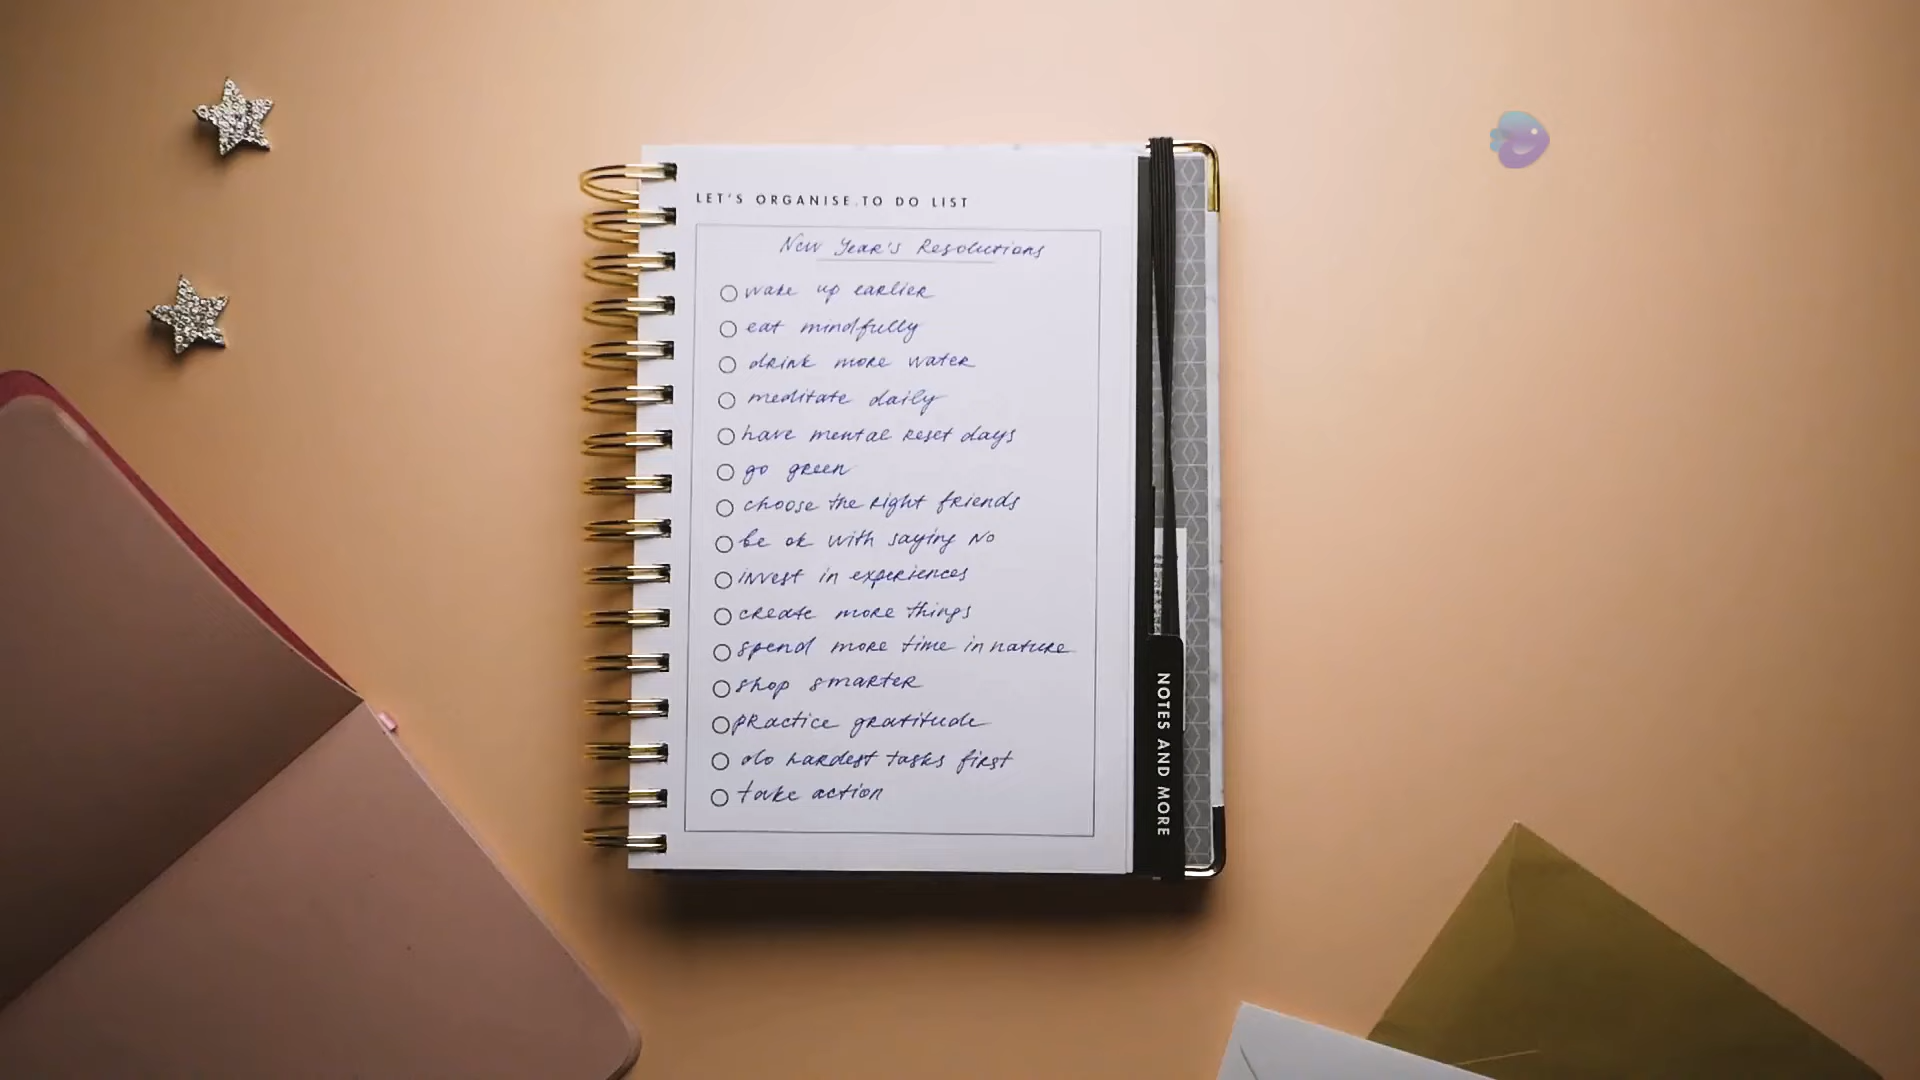 LET'S ORGANISE.TO DO LIST
New Year's Resolutions
wake up earlier
eat mindfully
drink more water
meditate daily
have mental reset days
go green
choose the right friends
be ok with saying No
invest in experiences
create more things
spend more time in nature
shop smarter
practice gratitude
do hardest tasks first
take action
NOTES AND MORE